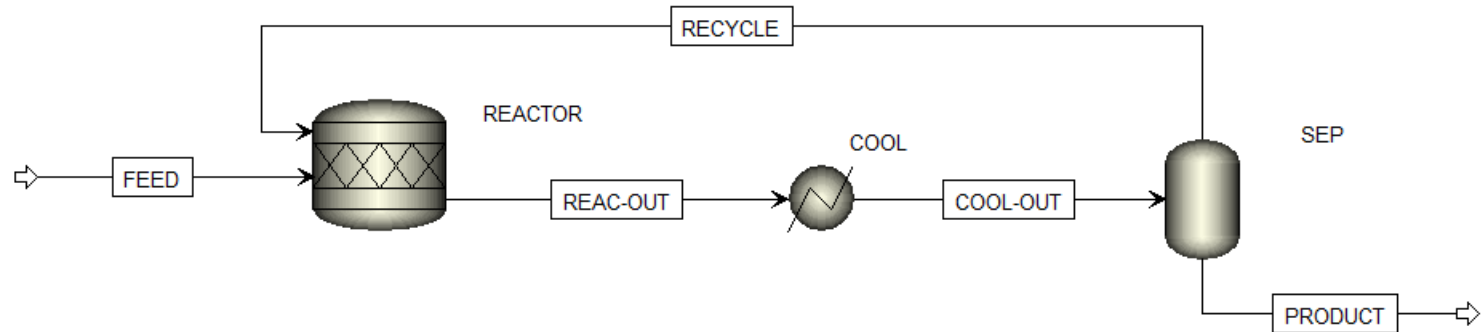 RECYCLE
REACTOR
SEP
COOL
FEED
REAC-OUT
COOL-OUT
PRODUCT